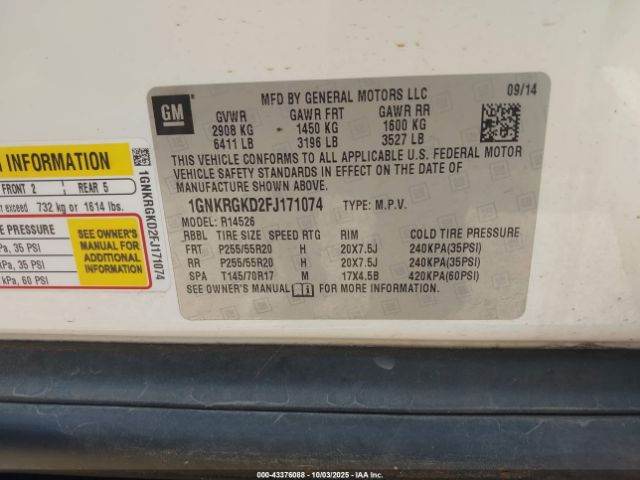 GM
MFD BY GENERAL MOTORS LLC 09/14
GVWR GAWR FRT GAWR RR
2908 KG 1450 KG 1600 KG
6411 LB 3196 LB 3527 LB
THIS VEHICLE CONFORMS TO ALL APPLICABLE U.S. FEDERAL MOTOR
VEHICLE SAFETY STANDARDS IN EFFECT ON THE DATE OF
MANUFACTURE SHOWN ABOVE.
1GNKRGKD2FJ171074 TYPE: M.P.V.
MODEL: R14526
RBBL TIRE SIZE SPEED RTG RIM COLD TIRE PRESSURE
FRT P255/55R20 H 20X7.5J 240KPA(35PSI)
RR P255/55R20 H 20X7.5J 240KPA(35PSI)
SPA T145/70R17 M 17X4.5B 420KPA(60PSI)
SEE OWNER'S MANUAL FOR MORE INFORMATION.
INFORMATION
FRONT 2 REAR 5
exceed 732 kg or 1614 lbs.
PRESSURE
kPa, 35 PSI
kPa, 35 PSI
kPa, 60 PSI
SEE OWNER'S
MANUAL FOR
ADDITIONAL
INFORMATION
1GNKRGKD2FJ171074
000-43376088 10/03/2025 IAAI.COM